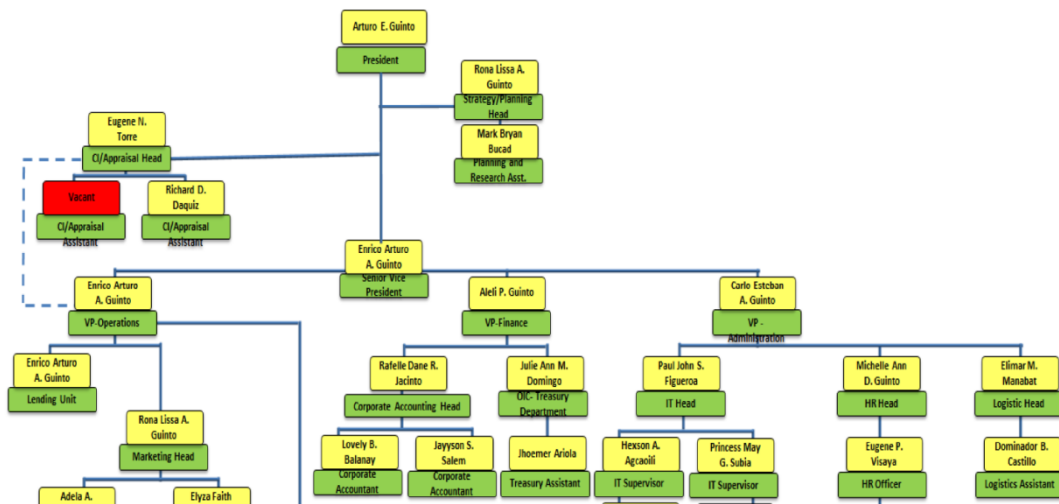 Arturo E. Guinto
President
Rona Lissa A.
Guinto
Strategy/Planning
Head
Mark Bryan
Bucad
Planning and
Research Asst.
Eugene N.
Torre
CI/Appraisal Head
Vacant
CI/Appraisal
Assistant
Richard D.
Daquiz
CI/Appraisal
Assistant
Enrico Arturo
A. Guinto
Senior Vice
President
Enrico Arturo
A. Guinto
VP-Operations
Aleli P. Guinto
VP-Finance
Carlo Esteban
A. Guinto
VP -
Administration
Enrico Arturo
A. Guinto
Lending Unit
Rona Lissa A.
Guinto
Marketing Head
Adela A.
Elyza Faith
Rafelle Dane R.
Jacinto
Corporate Accounting Head
Lovely B.
Balanay
Corporate
Accountant
Jayyson S.
Salem
Corporate
Accountant
Julie Ann M.
Domingo
OIC- Treasury
Department
Jhoemer Ariola
Treasury Assistant
Paul John S.
Figueroa
IT Head
Hexson A.
Agcaoili
IT Supervisor
Princess May
G. Subia
IT Supervisor
Michelle Ann
D. Guinto
HR Head
Eugene P.
Visaya
HR Officer
Elimar M.
Manabat
Logistic Head
Dominador B.
Castillo
Logistics Assistant